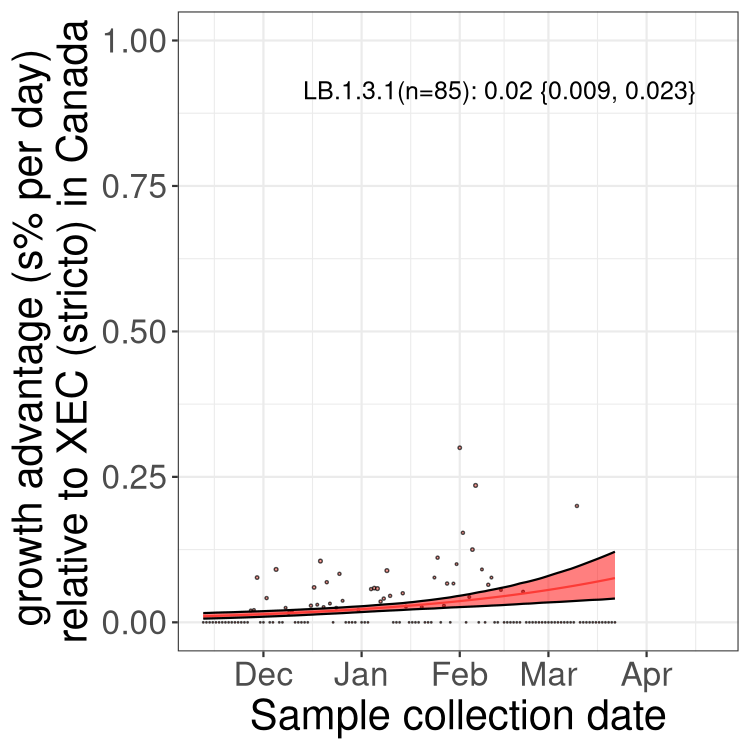 growth advantage (s% per day)
relative to XEC (stricto) in Canada
1.00
0.75
0.50
0.25
0.00
LB.1.3.1(n=85): 0.02 {0.009, 0.023}
Dec Jan Feb Mar Apr
Sample collection date